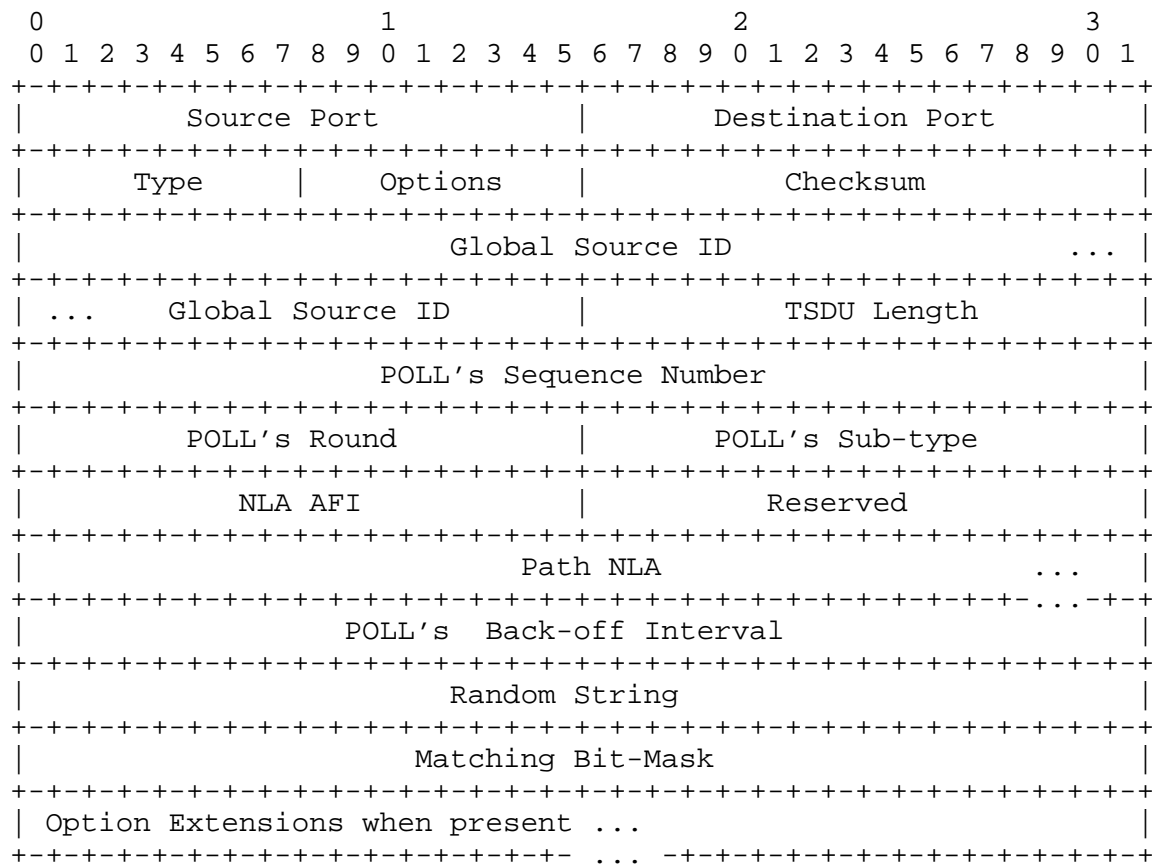 0                   1                   2                   3
 0 1 2 3 4 5 6 7 8 9 0 1 2 3 4 5 6 7 8 9 0 1 2 3 4 5 6 7 8 9 0 1
+-+-+-+-+-+-+-+-+-+-+-+-+-+-+-+-+-+-+-+-+-+-+-+-+-+-+-+-+-+-+-+-+
|         Source Port           |       Destination Port        |
+-+-+-+-+-+-+-+-+-+-+-+-+-+-+-+-+-+-+-+-+-+-+-+-+-+-+-+-+-+-+-+-+
|      Type     |    Options    |           Checksum            |
+-+-+-+-+-+-+-+-+-+-+-+-+-+-+-+-+-+-+-+-+-+-+-+-+-+-+-+-+-+-+-+-+
|                        Global Source ID                   ... |
+-+-+-+-+-+-+-+-+-+-+-+-+-+-+-+-+-+-+-+-+-+-+-+-+-+-+-+-+-+-+-+-+
| ...    Global Source ID       |           TSDU Length         |
+-+-+-+-+-+-+-+-+-+-+-+-+-+-+-+-+-+-+-+-+-+-+-+-+-+-+-+-+-+-+-+-+
|                    POLL's Sequence Number                     |
+-+-+-+-+-+-+-+-+-+-+-+-+-+-+-+-+-+-+-+-+-+-+-+-+-+-+-+-+-+-+-+-+
|         POLL's Round          |       POLL's Sub-type         |
+-+-+-+-+-+-+-+-+-+-+-+-+-+-+-+-+-+-+-+-+-+-+-+-+-+-+-+-+-+-+-+-+
|            NLA AFI            |          Reserved             |
+-+-+-+-+-+-+-+-+-+-+-+-+-+-+-+-+-+-+-+-+-+-+-+-+-+-+-+-+-+-+-+-+
|                            Path NLA                     ...   |
+-+-+-+-+-+-+-+-+-+-+-+-+-+-+-+-+-+-+-+-+-+-+-+-+-+-+-+-+-...-+-+
|                  POLL's  Back-off Interval                    |
+-+-+-+-+-+-+-+-+-+-+-+-+-+-+-+-+-+-+-+-+-+-+-+-+-+-+-+-+-+-+-+-+
|                        Random String                          |
+-+-+-+-+-+-+-+-+-+-+-+-+-+-+-+-+-+-+-+-+-+-+-+-+-+-+-+-+-+-+-+-+
|                      Matching Bit-Mask                        |
+-+-+-+-+-+-+-+-+-+-+-+-+-+-+-+-+-+-+-+-+-+-+-+-+-+-+-+-+-+-+-+-+
| Option Extensions when present ...                            |
+-+-+-+-+-+-+-+-+-+-+-+-+-+-+-+- ... -+-+-+-+-+-+-+-+-+-+-+-+-+-+